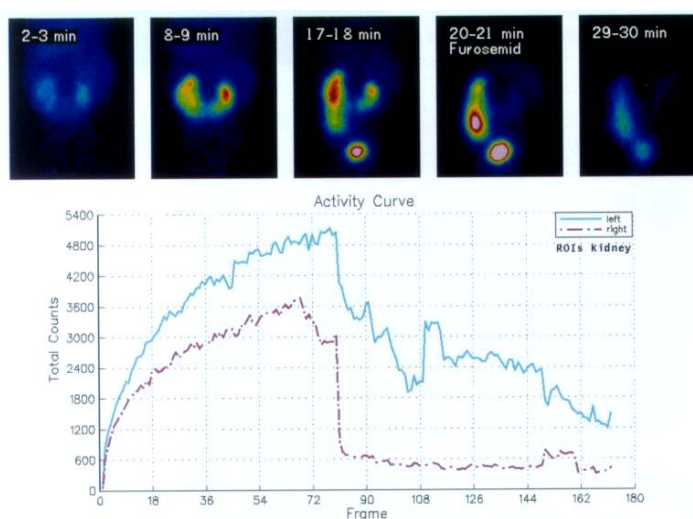 2-3 min
8-9 min
17-18 min
20-21 min
Furosemid
29-30 min
Activity Curve
5400
4800
4200
3600
3000
2400
1800
1200
600
0
Total Counts
left
right
ROIs kidney
0 18 36 54 72 90 108 126 144 162 180
Frame